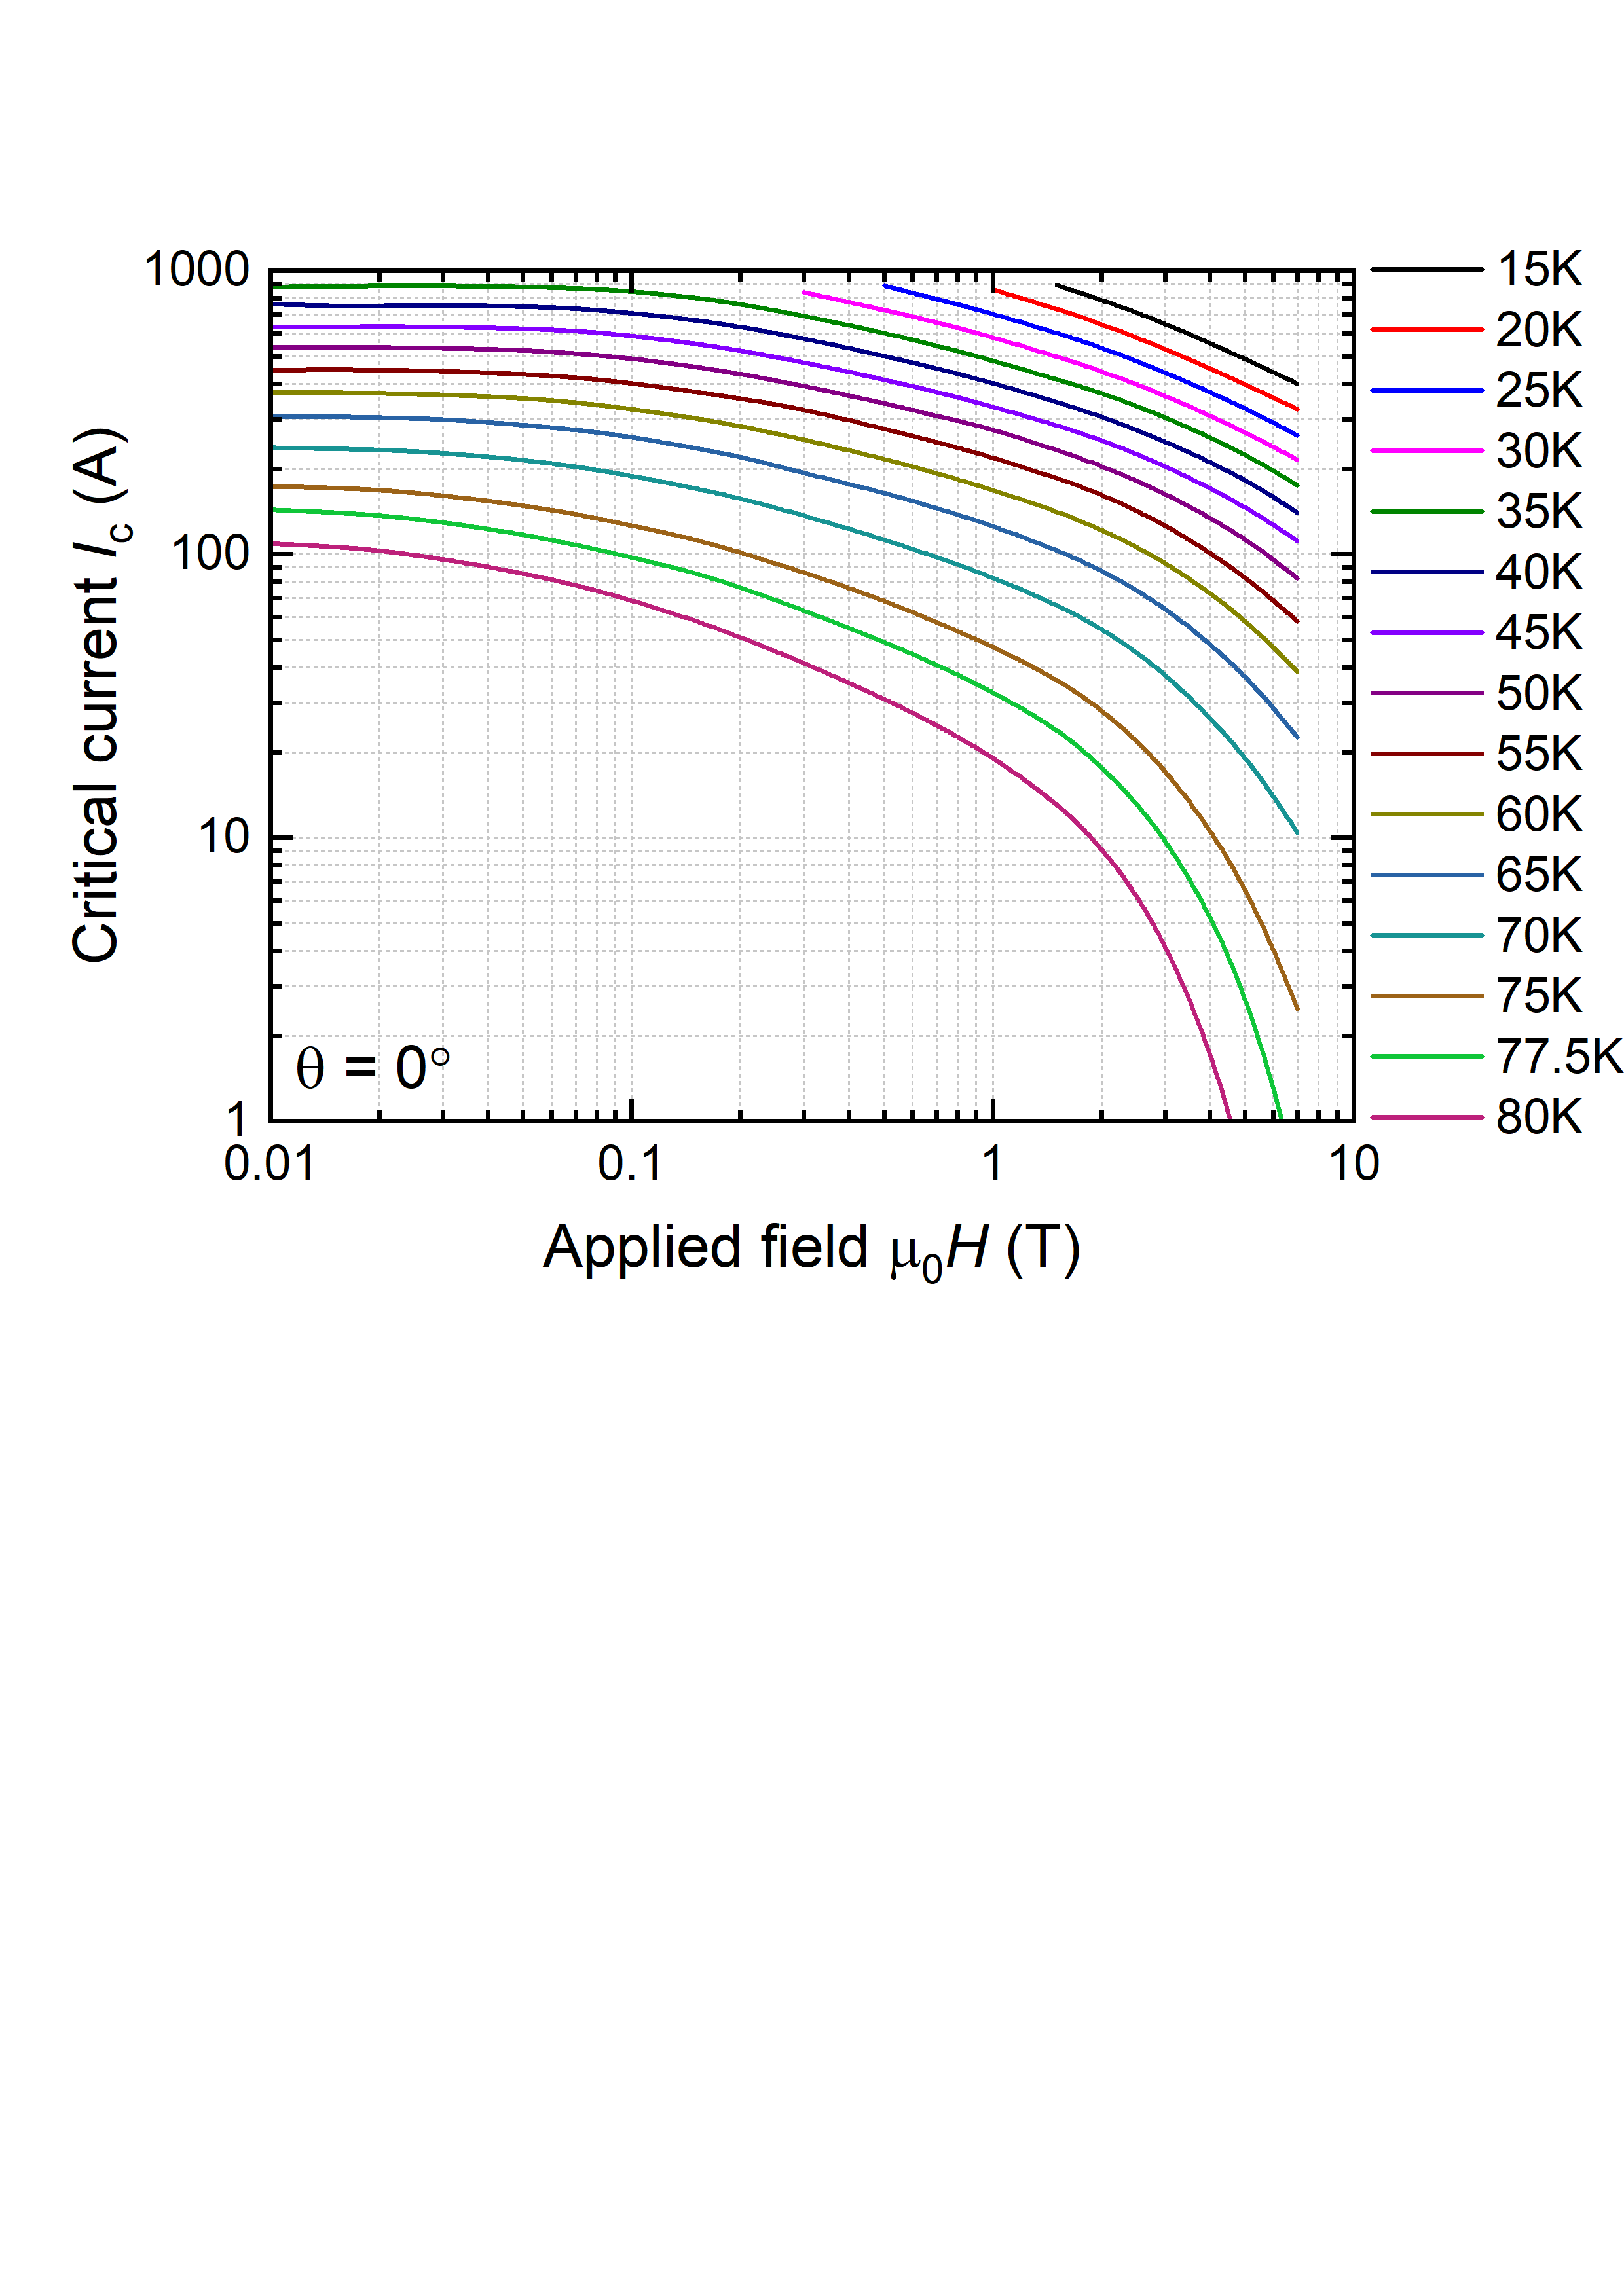 1000
100
10
1
Critical current Ic (A)
θ = 0°
0.01
0.1
1
10
Applied field μ0H (T)
15K
20K
25K
30K
35K
40K
45K
50K
55K
60K
65K
70K
75K
77.5K
80K